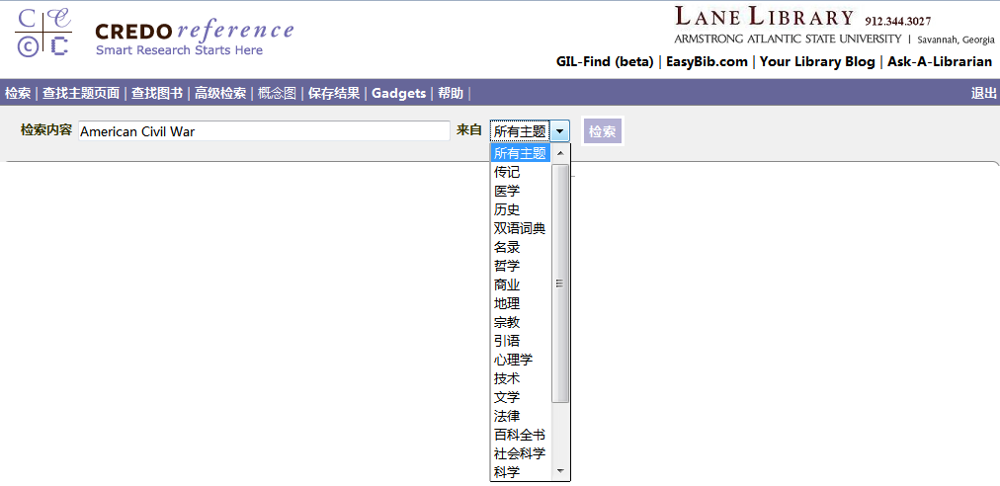 C C
© C
CREDO reference
Smart Research Starts Here
LANE LIBRARY 912.344.3027
ARMSTRONG ATLANTIC STATE UNIVERSITY | Savannah, Georgia
GIL-Find (beta) | EasyBib.com | Your Library Blog | Ask-A-Librarian
检索 | 查找主题页面 | 查找图书 | 高级检索 | 概念图 | 保存结果 | Gadgets | 帮助 |
退出
检索内容 American Civil War 来自 所有主题 检索
所有主题
传记
医学
历史
双语词典
名录
哲学
商业
地理
宗教
引语
心理学
技术
文学
法律
百科全书
社会科学
科学